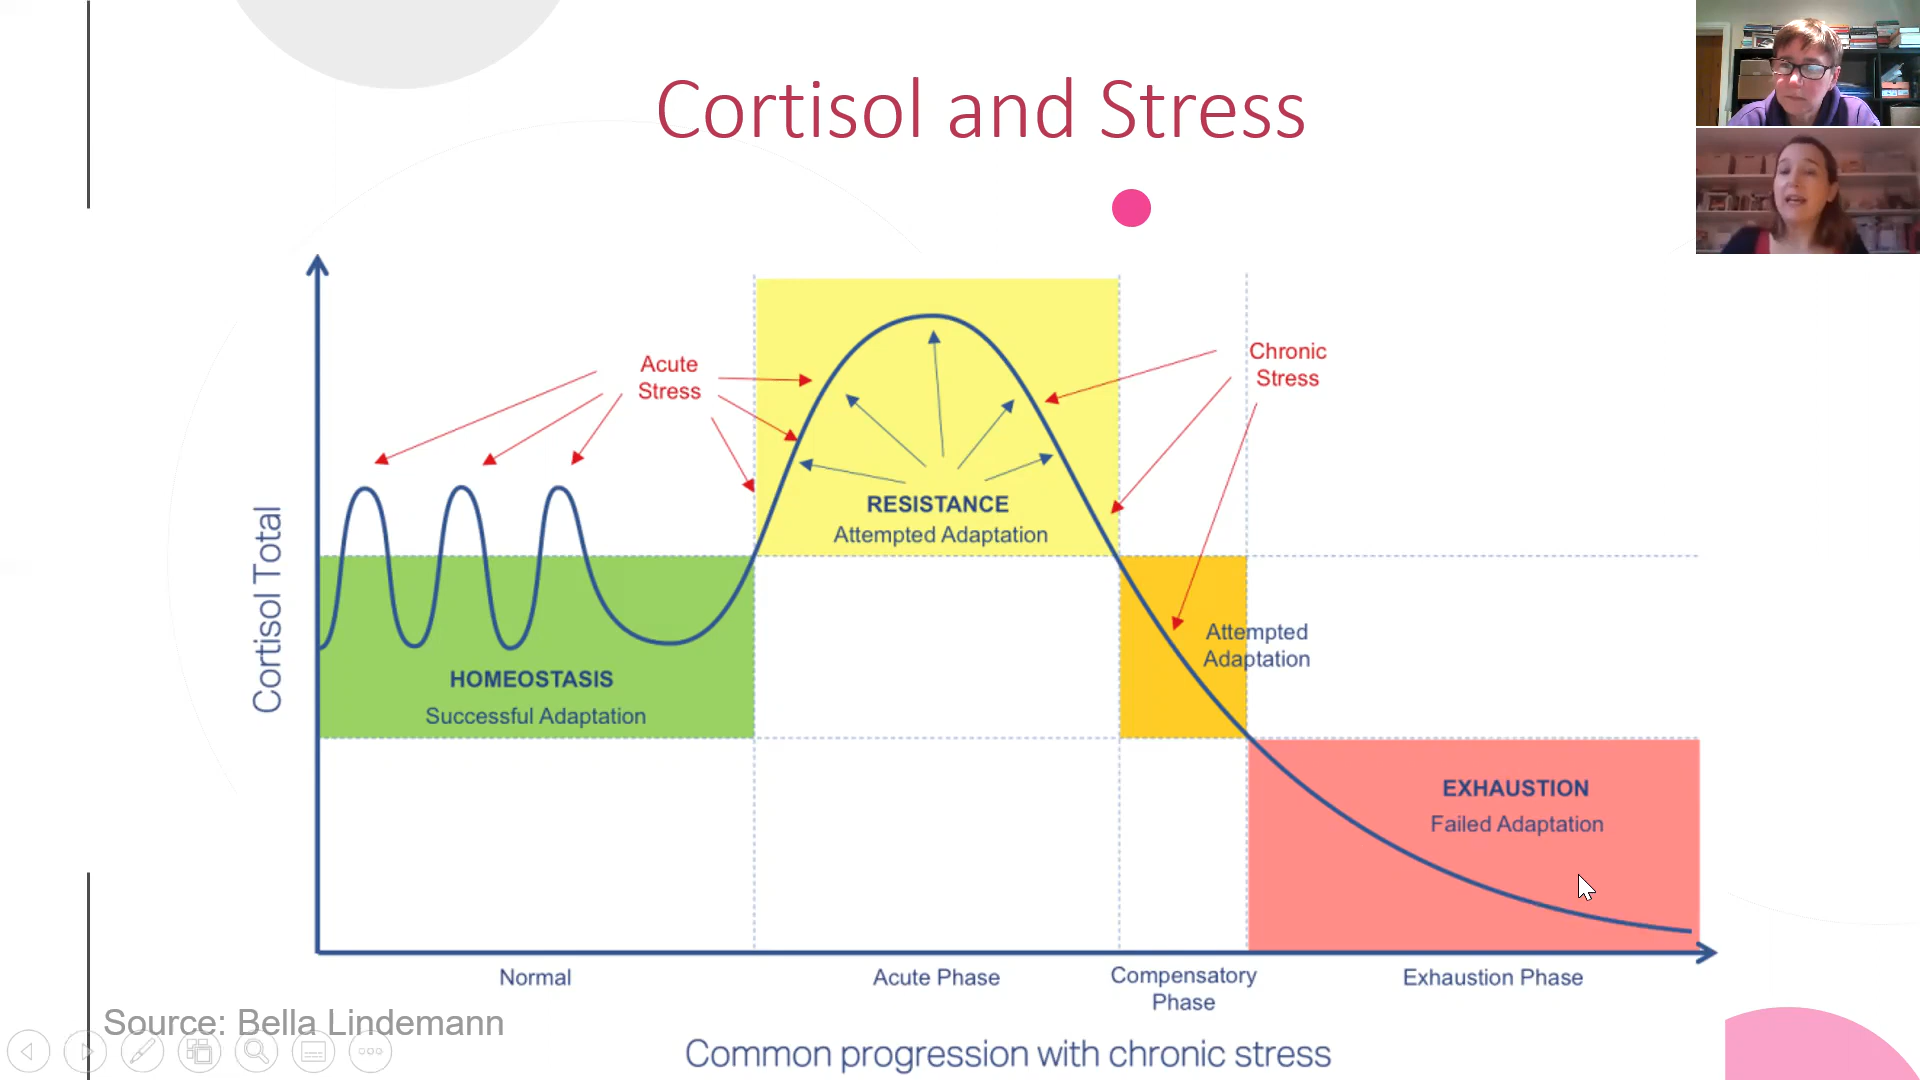 Cortisol and Stress
Acute
Stress
Chronic
Stress
RESISTANCE
Attempted Adaptation
Cortisol Total
Attempted
Adaptation
HOMEOSTASIS
Successful Adaptation
EXHAUSTION
Failed Adaptation
Normal
Acute Phase
Compensatory
Phase
Exhaustion Phase
Source: Bella Lindemann
Common progression with chronic stress